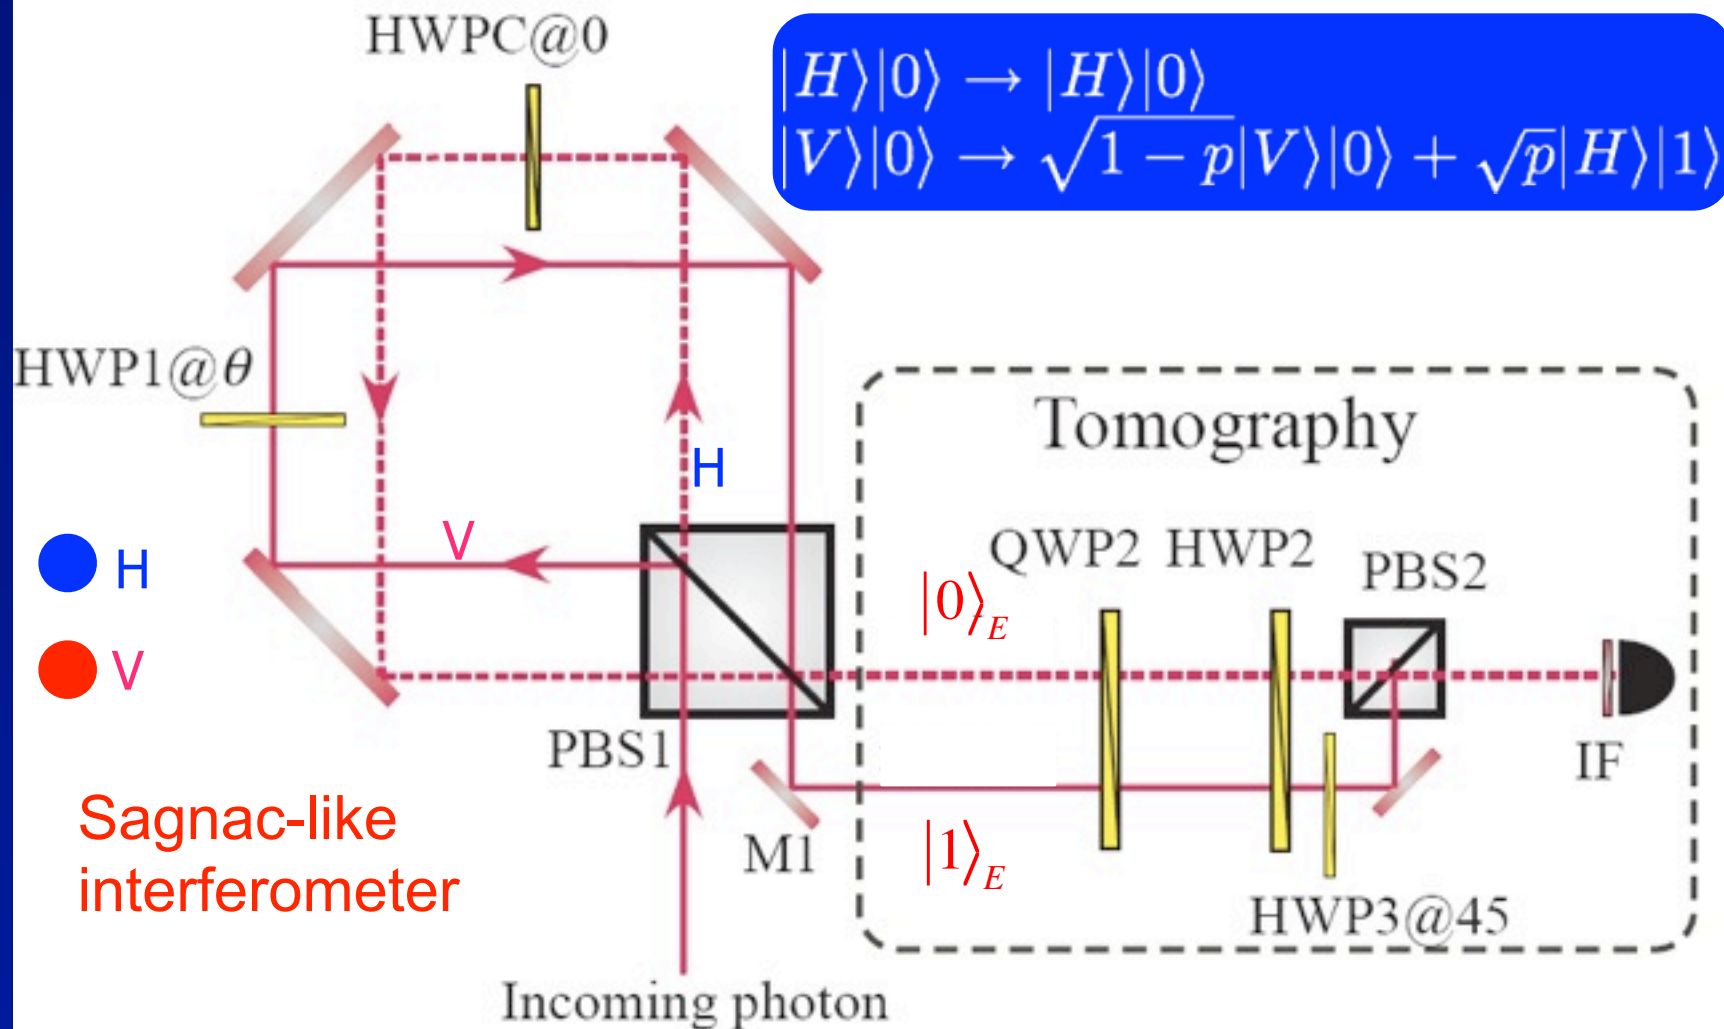 HWPC@0
|H⟩|0⟩ → |H⟩|0⟩
|V⟩|0⟩ → √1 − p|V⟩|0⟩ + √p|H⟩|1⟩
HWP1@θ
Tomography
H
V
QWP2 HWP2
PBS2
H
V
|0⟩E
PBS1
IF
Sagnac-like
interferometer
M1
|1⟩E
HWP3@45
Incoming photon